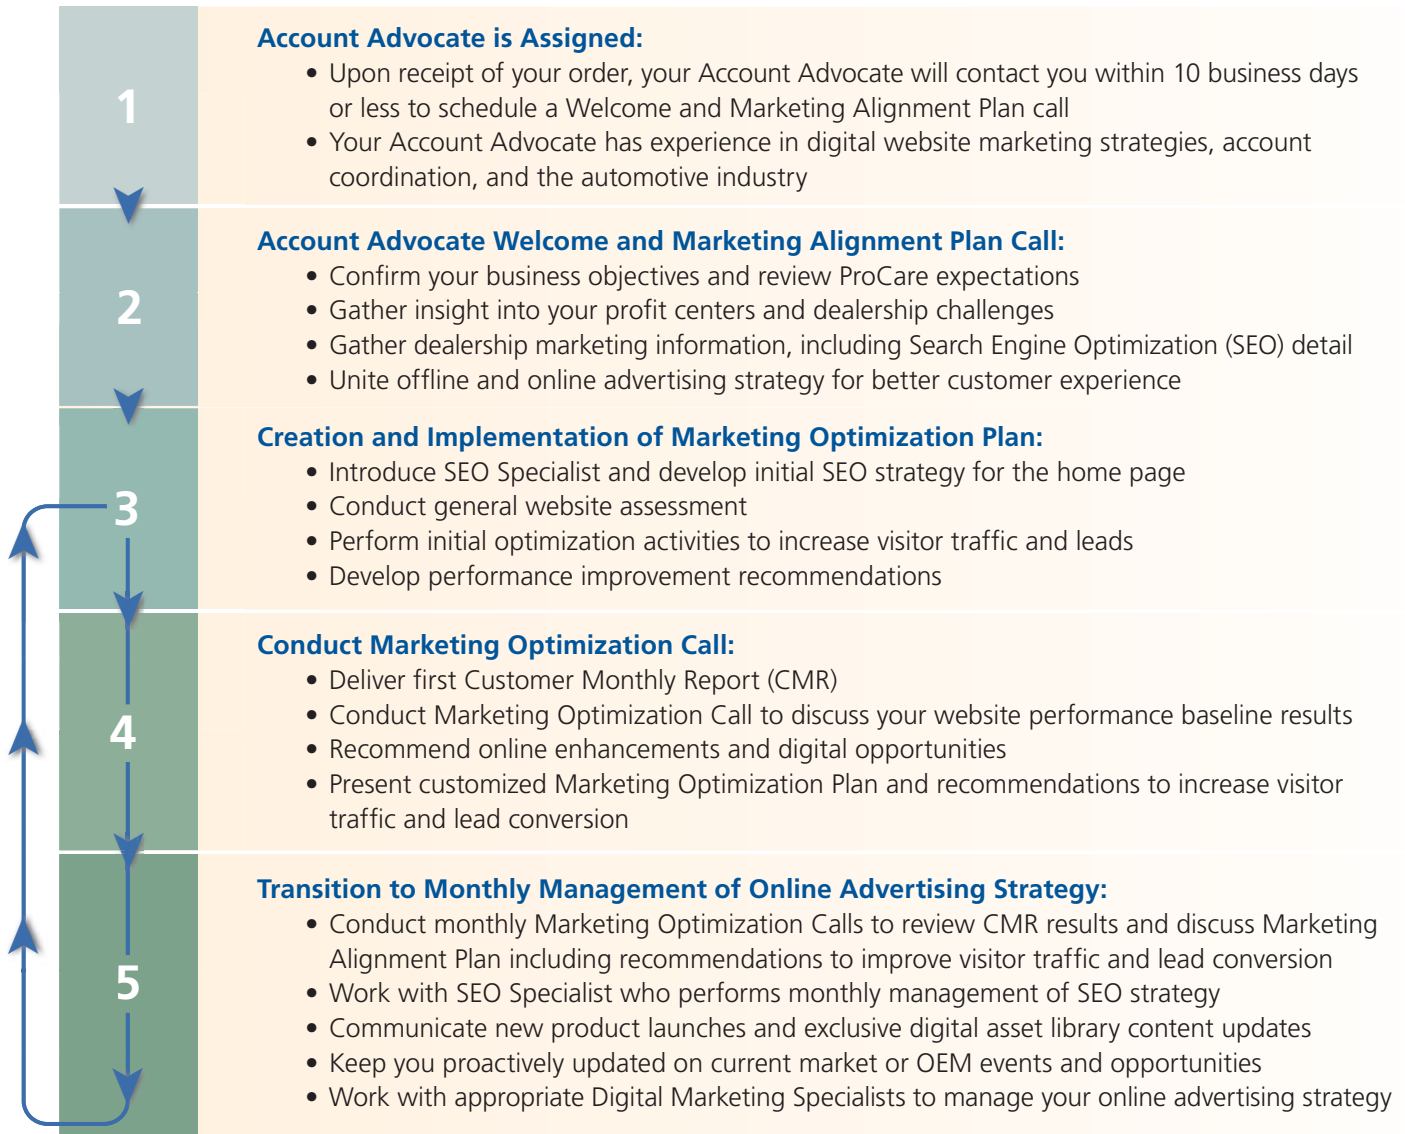 1
Account Advocate is Assigned:
• Upon receipt of your order, your Account Advocate will contact you within 10 business days
or less to schedule a Welcome and Marketing Alignment Plan call
• Your Account Advocate has experience in digital website marketing strategies, account
coordination, and the automotive industry
2
Account Advocate Welcome and Marketing Alignment Plan Call:
• Confirm your business objectives and review ProCare expectations
• Gather insight into your profit centers and dealership challenges
• Gather dealership marketing information, including Search Engine Optimization (SEO) detail
• Unite offline and online advertising strategy for better customer experience
3
Creation and Implementation of Marketing Optimization Plan:
• Introduce SEO Specialist and develop initial SEO strategy for the home page
• Conduct general website assessment
• Perform initial optimization activities to increase visitor traffic and leads
• Develop performance improvement recommendations
4
Conduct Marketing Optimization Call:
• Deliver first Customer Monthly Report (CMR)
• Conduct Marketing Optimization Call to discuss your website performance baseline results
• Recommend online enhancements and digital opportunities
• Present customized Marketing Optimization Plan and recommendations to increase visitor
traffic and lead conversion
5
Transition to Monthly Management of Online Advertising Strategy:
• Conduct monthly Marketing Optimization Calls to review CMR results and discuss Marketing
Alignment Plan including recommendations to improve visitor traffic and lead conversion
• Work with SEO Specialist who performs monthly management of SEO strategy
• Communicate new product launches and exclusive digital asset library content updates
• Keep you proactively updated on current market or OEM events and opportunities
• Work with appropriate Digital Marketing Specialists to manage your online advertising strategy